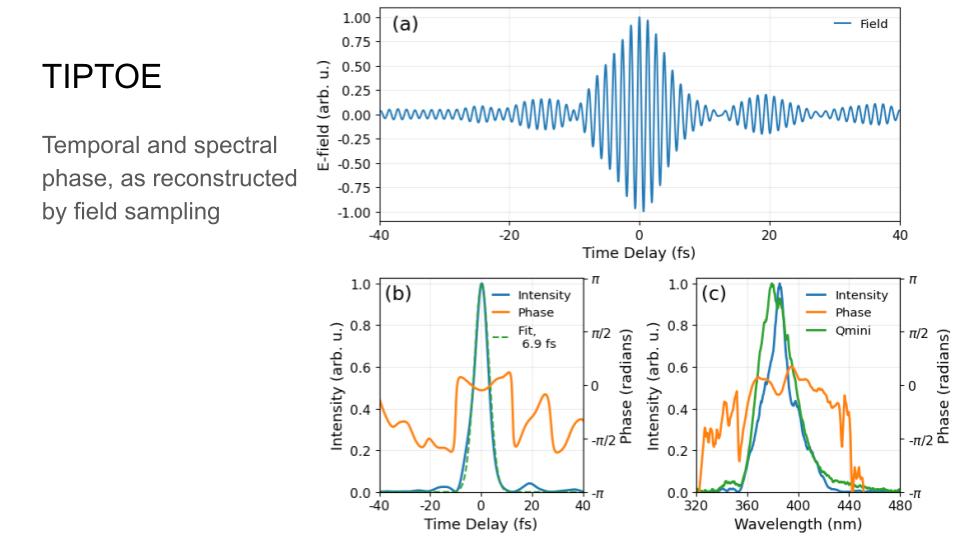 TIPTOE
Temporal and spectral
phase, as reconstructed
by field sampling
(a)
Field
E-field (arb. u.)
1.00
0.75
0.50
0.25
0.00
-0.25
-0.50
-0.75
-1.00
-40 -20 0 20 40
Time Delay (fs)
(b)
Intensity
Phase
Fit,
6.9 fs
Intensity (arb. u.)
1.0
0.8
0.6
0.4
0.2
0.0
π
π/2
0
-π/2
-π
Phase (radians)
-40 -20 0 20 40
Time Delay (fs)
(c)
Intensity
Phase
Qmini
Intensity (arb. u.)
1.0
0.8
0.6
0.4
0.2
0.0
π
π/2
0
-π/2
-π
Phase (radians)
320 360 400 440 480
Wavelength (nm)